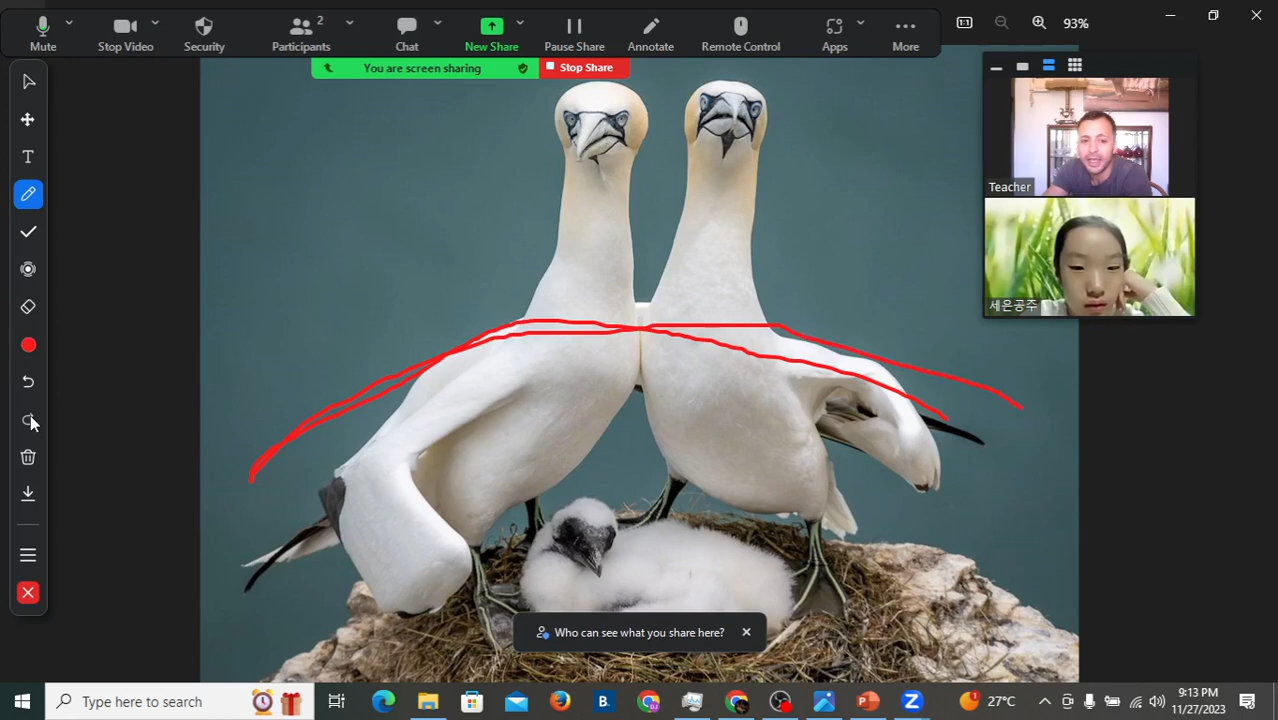 Mute
Stop Video
Security
Participants
2
Chat
New Share
Pause Share
Annotate
Remote Control
Apps
More
1:1
93%
You are screen sharing
Stop Share
T
Teacher
세은공주
Who can see what you share here?
Type here to search
B.
27°C
9:13 PM
11/27/2023